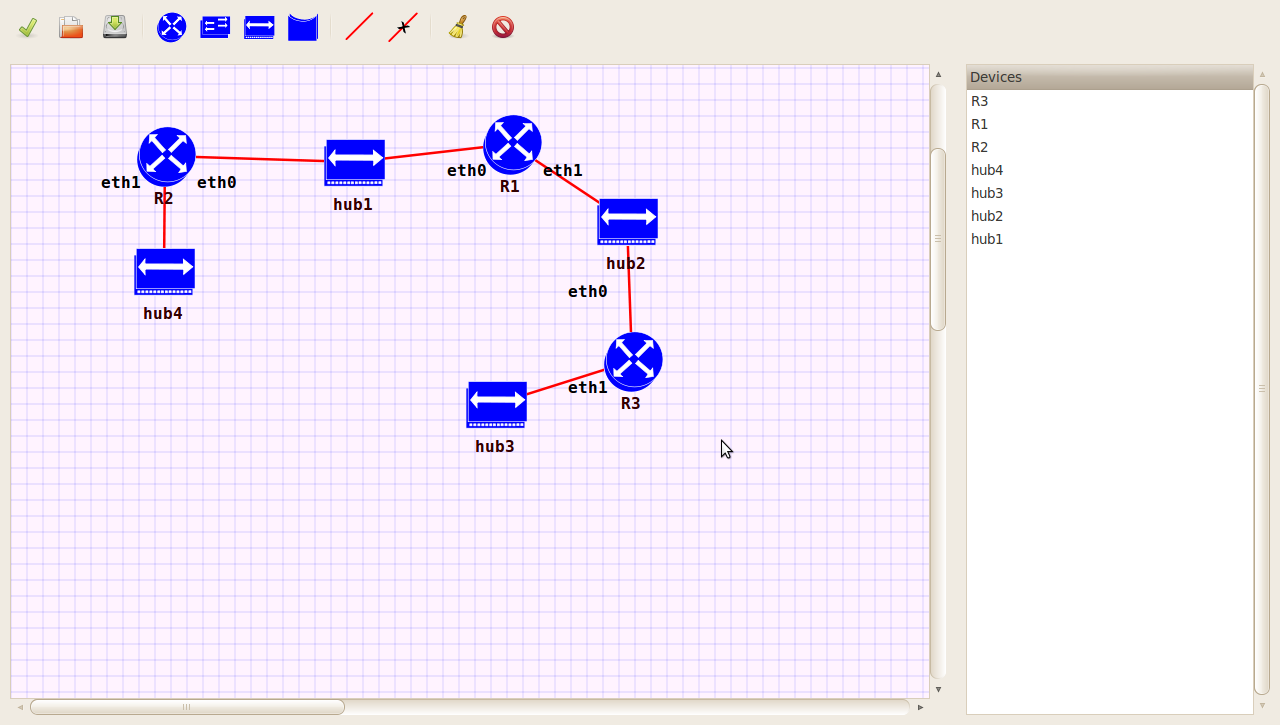 Devices
R3
R1
R2
hub4
hub3
hub2
hub1
eth1
eth0
R2
hub1
eth0
eth1
R1
hub2
eth0
hub4
eth1
R3
hub3